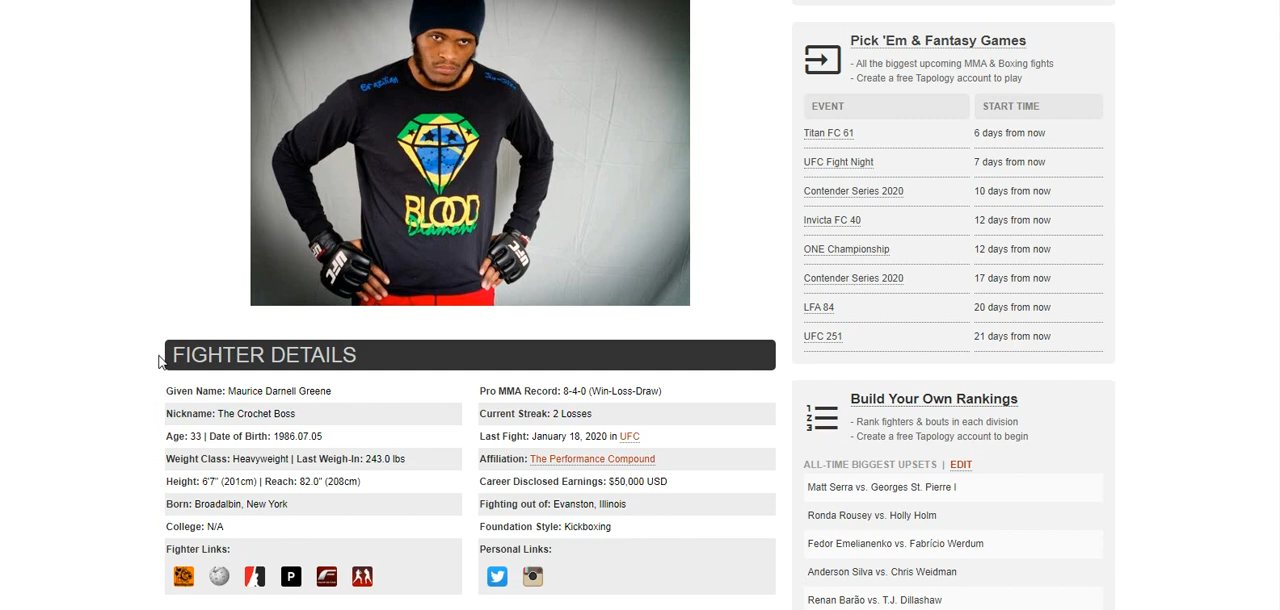 Brazilian Jiu-Jitsu
BLOOD
Diamond
UFC
UFC
FIGHTER DETAILS
Given Name: Maurice Darnell Greene
Pro MMA Record: 8-4-0 (Win-Loss-Draw)
Nickname: The Crochet Boss
Current Streak: 2 Losses
Age: 33 | Date of Birth: 1986.07.05
Last Fight: January 18, 2020 in UFC
Weight Class: Heavyweight | Last Weigh-In: 243.0 lbs
Affiliation: The Performance Compound
Height: 6'7" (201cm) | Reach: 82.0" (208cm)
Career Disclosed Earnings: $50,000 USD
Born: Broadalbin, New York
Fighting out of: Evanston, Illinois
College: N/A
Foundation Style: Kickboxing
Fighter Links:
Personal Links:
P
Pick 'Em & Fantasy Games
- All the biggest upcoming MMA & Boxing fights
- Create a free Tapology account to play
EVENT START TIME
Titan FC 61 6 days from now
UFC Fight Night 7 days from now
Contender Series 2020 10 days from now
Invicta FC 40 12 days from now
ONE Championship 12 days from now
Contender Series 2020 17 days from now
LFA 84 20 days from now
UFC 251 21 days from now
1
2
3
Build Your Own Rankings
- Rank fighters & bouts in each division
- Create a free Tapology account to begin
ALL-TIME BIGGEST UPSETS | EDIT
Matt Serra vs. Georges St. Pierre I
Ronda Rousey vs. Holly Holm
Fedor Emelianenko vs. Fabrício Werdum
Anderson Silva vs. Chris Weidman
Renan Barão vs. T.J. Dillashaw